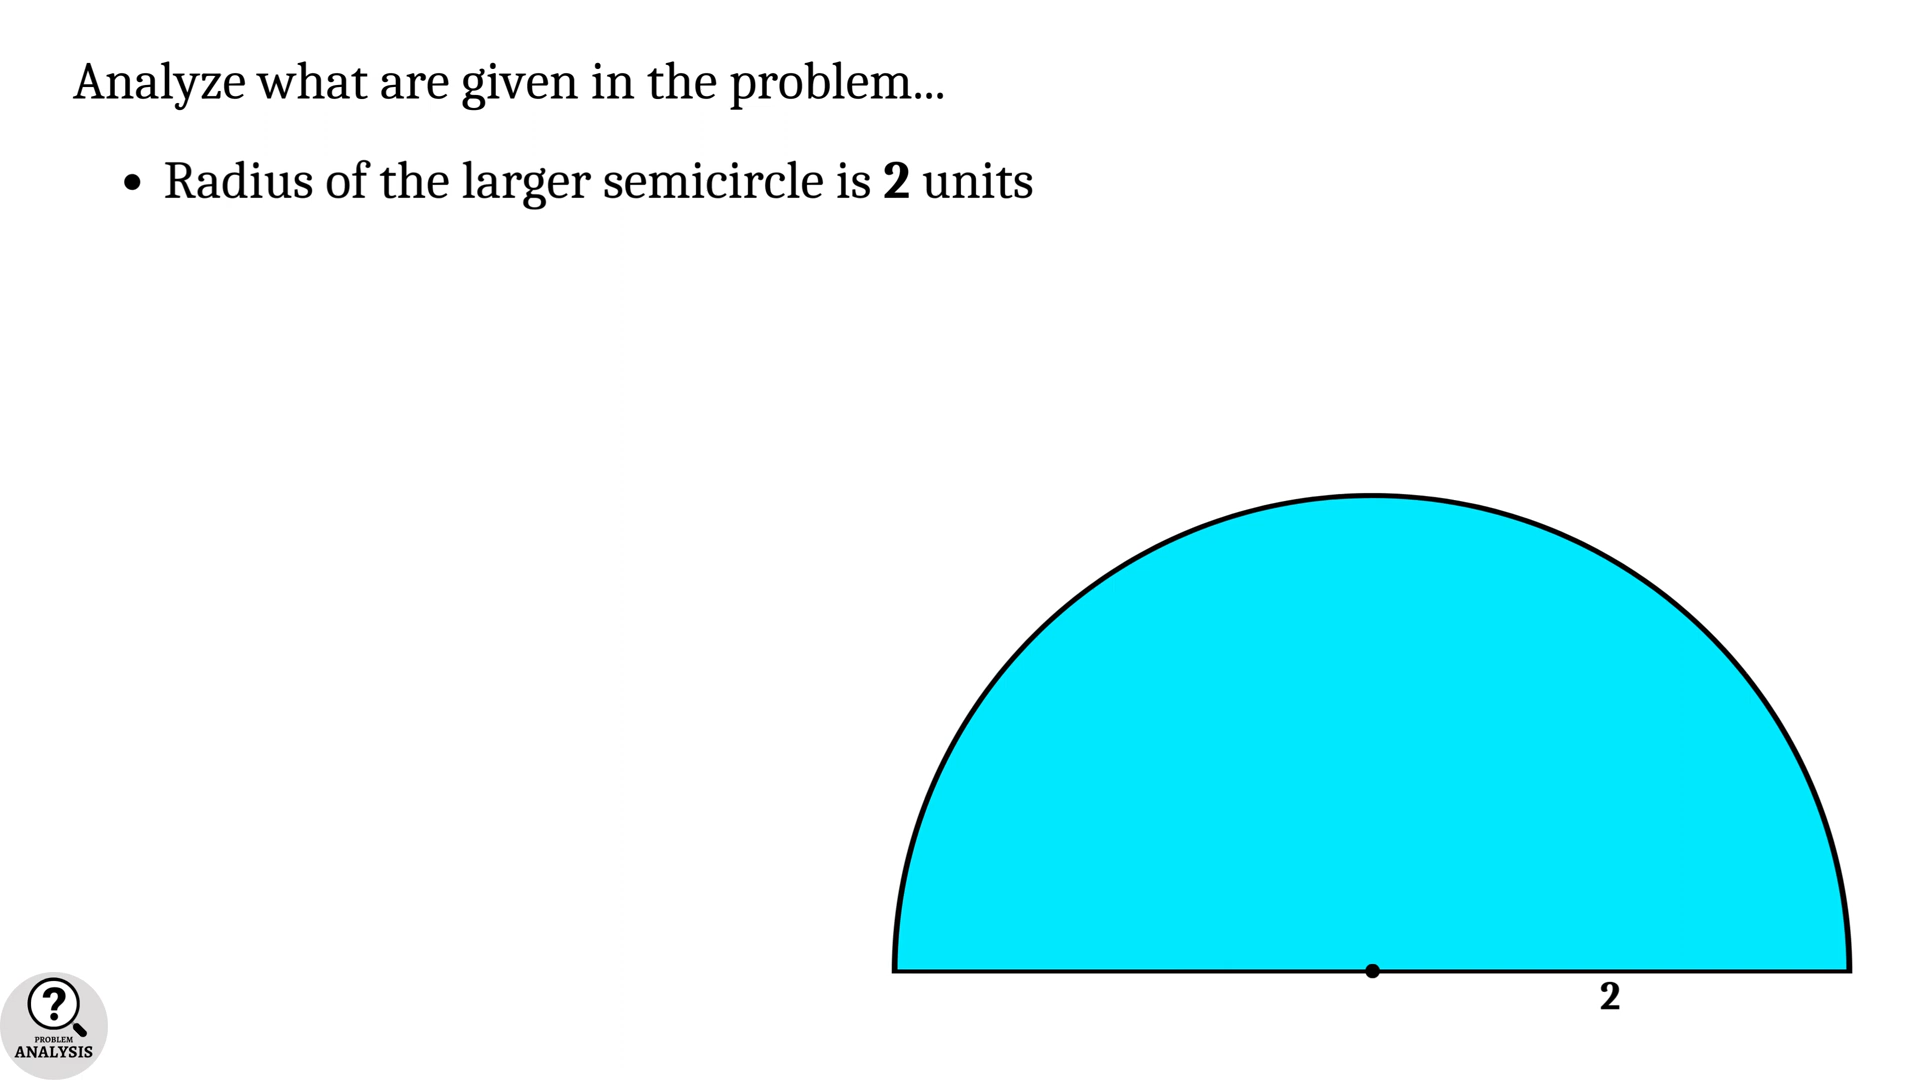 Analyze what are given in the problem...
• Radius of the larger semicircle is 2 units
2
?
PROBLEM
ANALYSIS